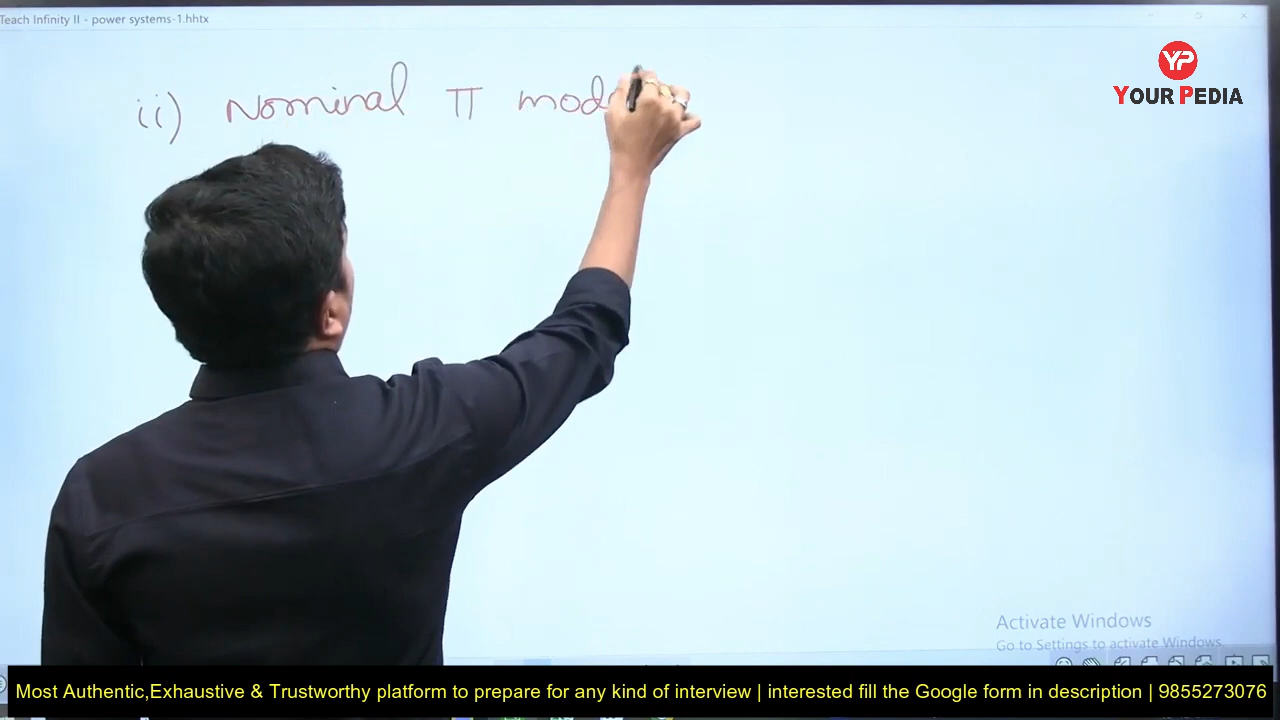 Teach Infinity II - power systems-1.hhtx
YP
YOUR PEDIA
ii) Nominal π mod
Activate Windows
Go to Settings to activate Windows.
Most Authentic,Exhaustive & Trustworthy platform to prepare for any kind of interview | interested fill the Google form in description | 9855273076